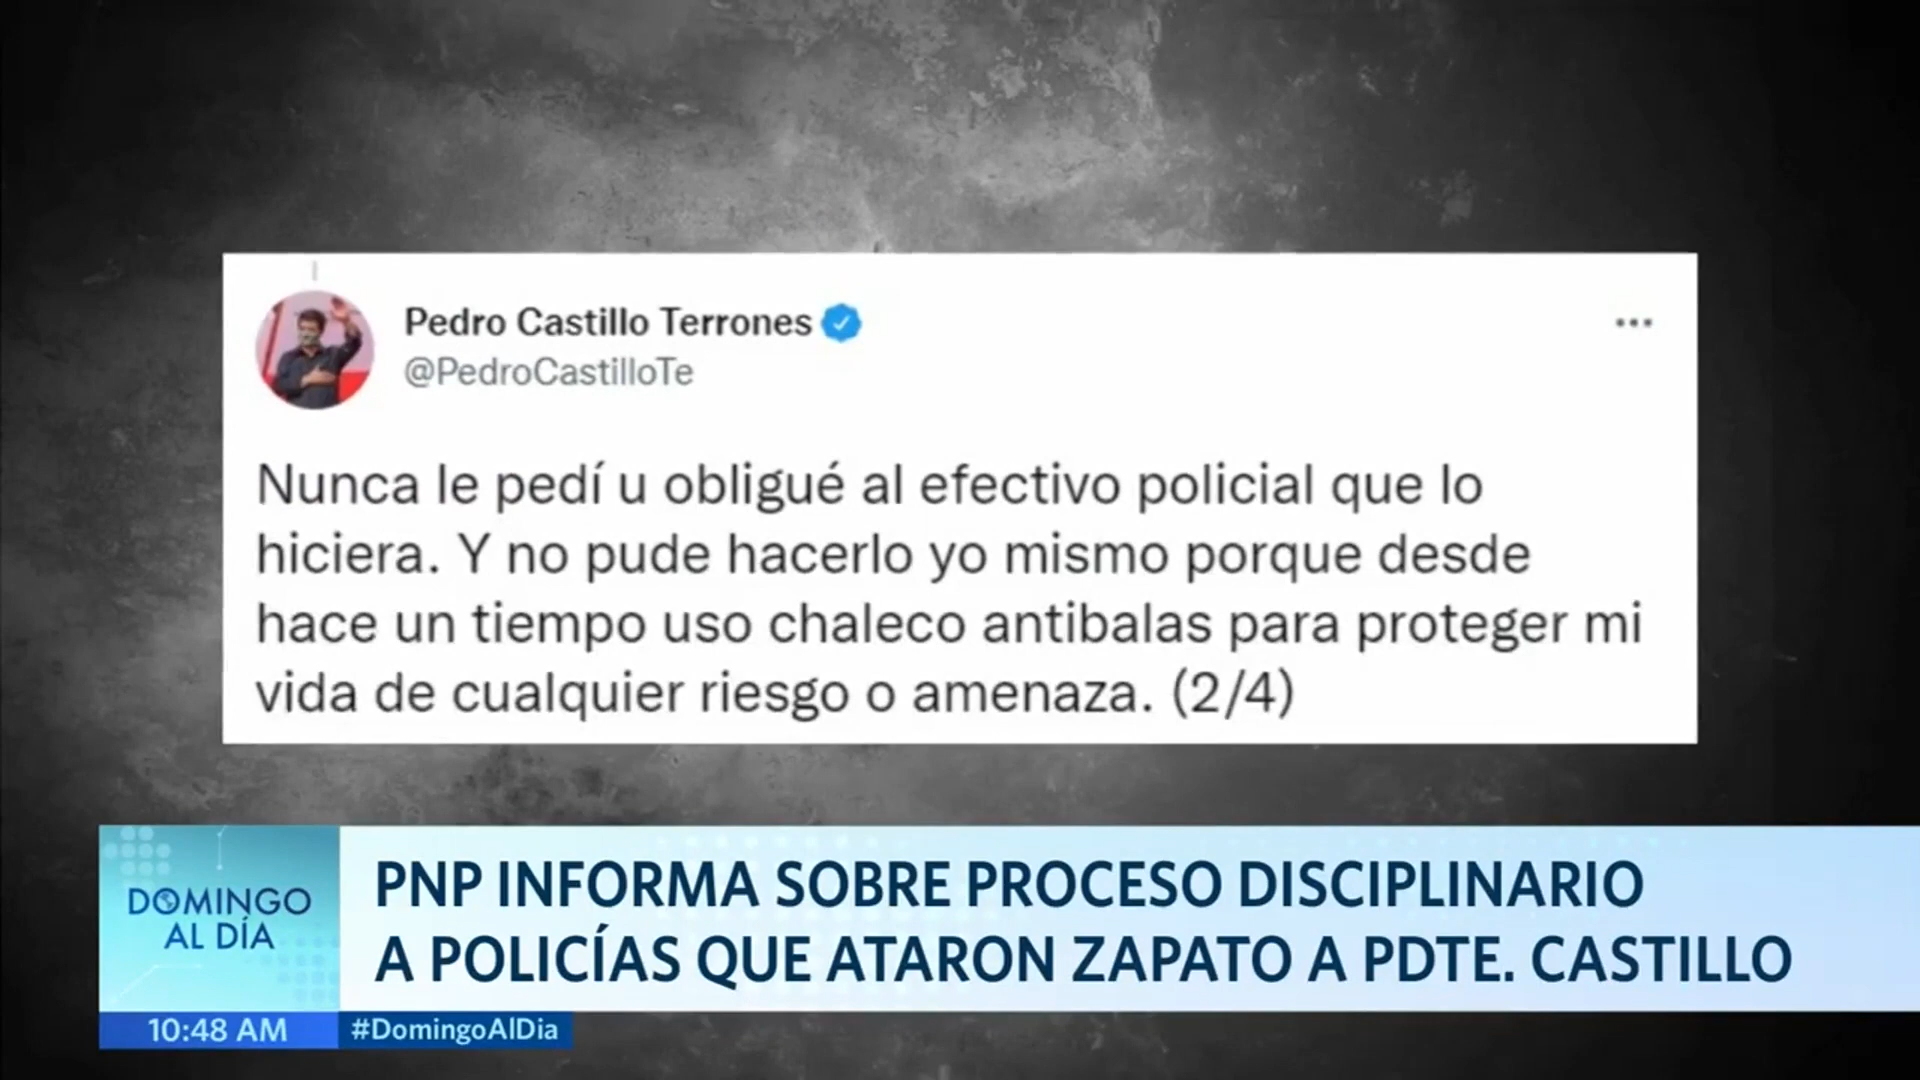 Pedro Castillo Terrones
@PedroCastilloTe
Nunca le pedí u obligué al efectivo policial que lo
hiciera. Y no pude hacerlo yo mismo porque desde
hace un tiempo uso chaleco antibalas para proteger mi
vida de cualquier riesgo o amenaza. (2/4)
DOMINGO
AL DÍA
PNP INFORMA SOBRE PROCESO DISCIPLINARIO
A POLICÍAS QUE ATARON ZAPATO A PDTE. CASTILLO
10:48 AM
#DomingoAlDia